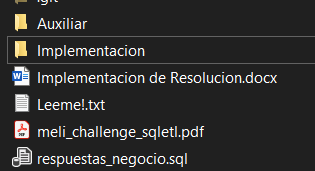 Auxiliar
Implementacion
Implementacion de Resolucion.docx
Leeme!.txt
meli_challenge_sqletl.pdf
respuestas_negocio.sql